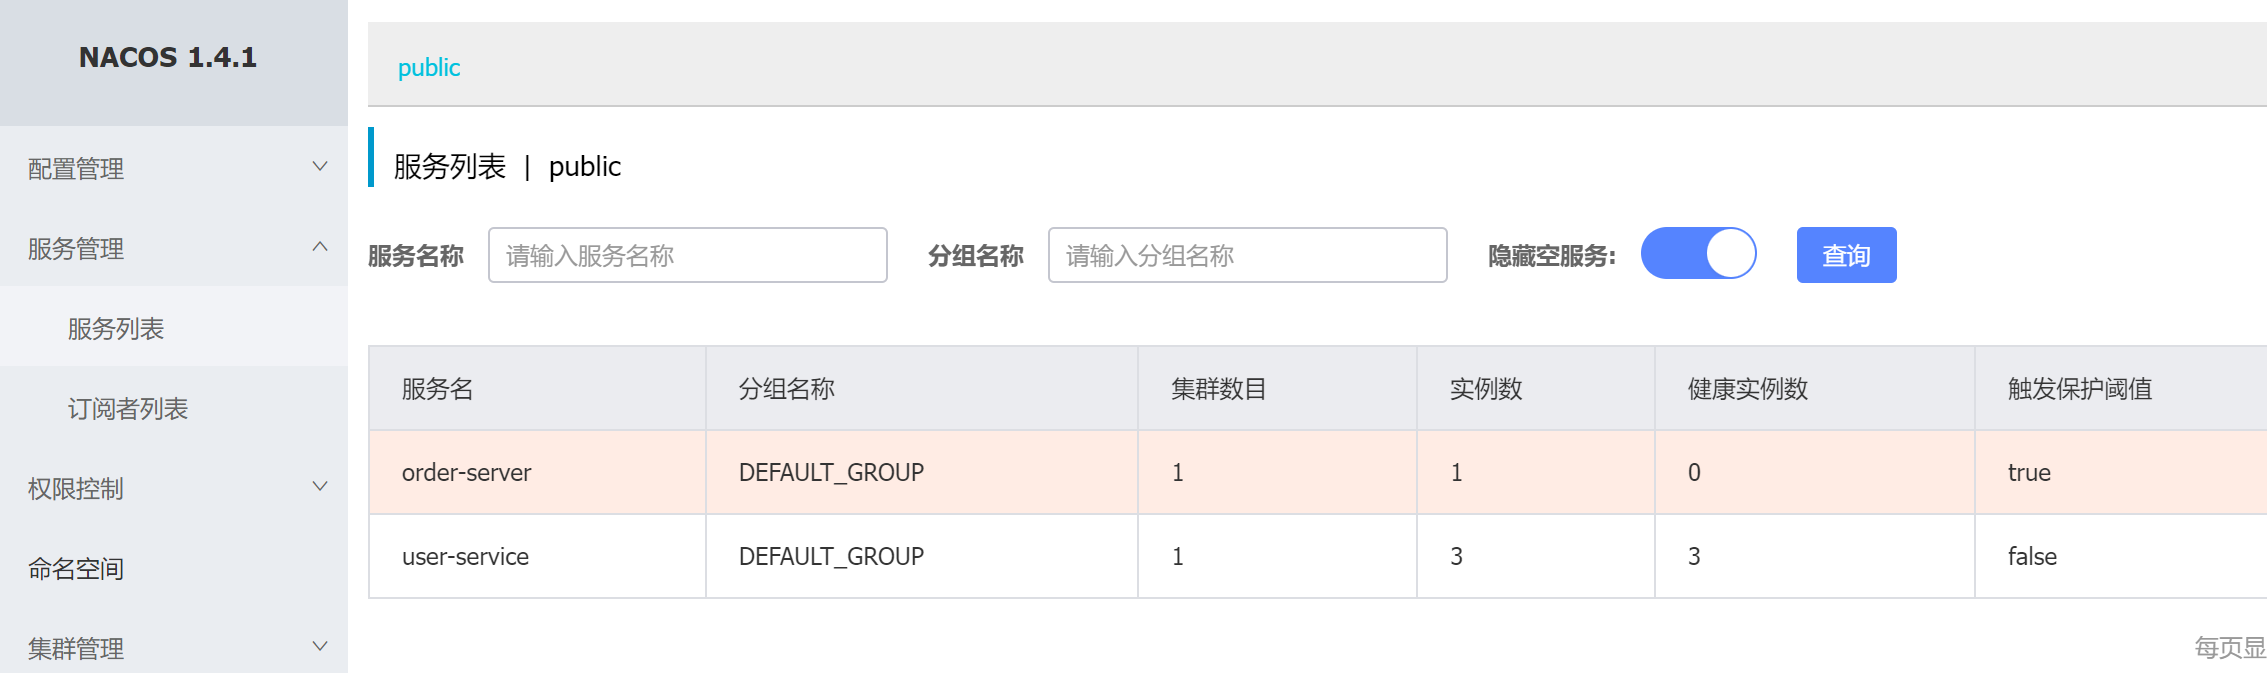 NACOS 1.4.1
配置管理
服务管理
服务列表
订阅者列表
权限控制
命名空间
集群管理
public
服务列表 | public
服务名称 请输入服务名称 分组名称 请输入分组名称 隐藏空服务: 查询
服务名 分组名称 集群数目 实例数 健康实例数 触发保护阈值
order-server DEFAULT_GROUP 1 1 0 true
user-service DEFAULT_GROUP 1 3 3 false
每页显